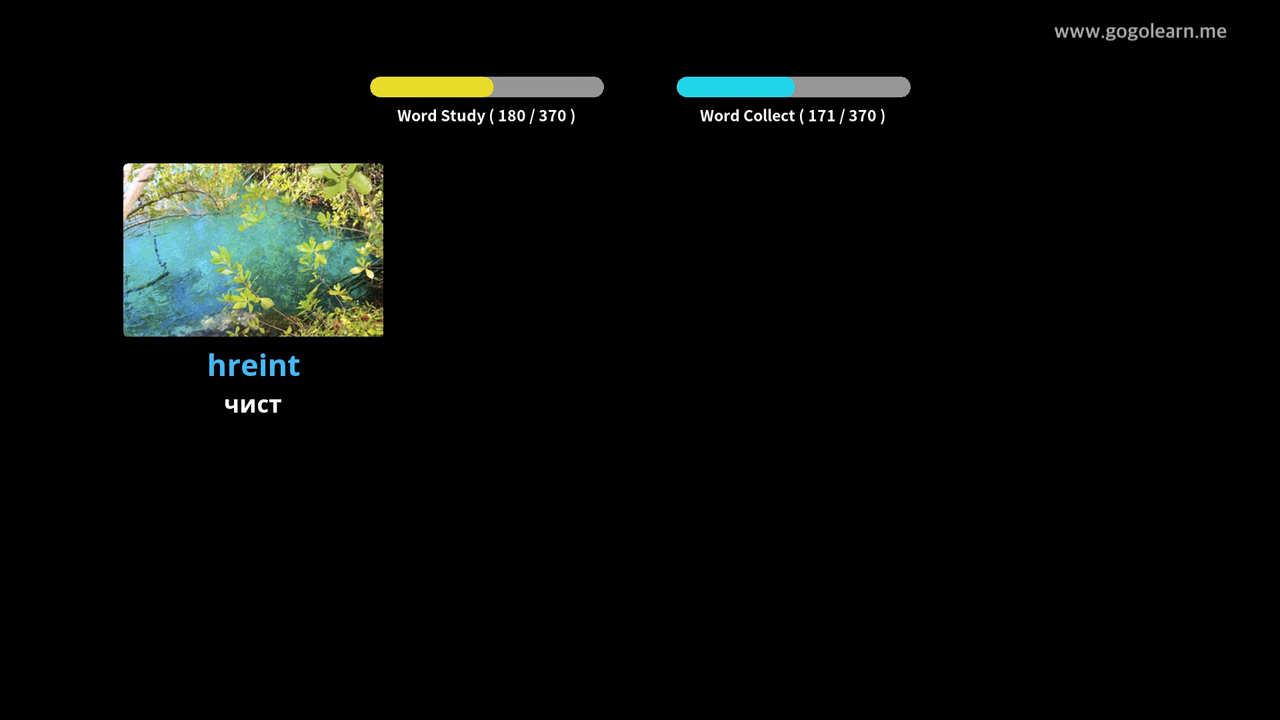 www.gogolearn.me
Word Study ( 180 / 370 )
Word Collect ( 171 / 370 )
hreint
чист